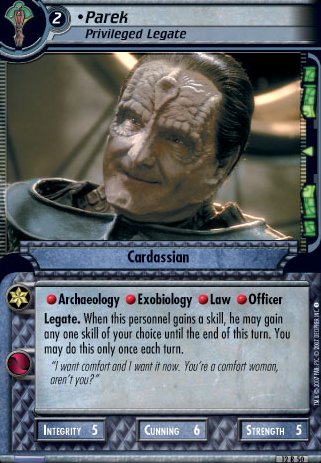 2 • Parek
Privileged Legate
Cardassian
• Archaeology • Exobiology • Law • Officer
Legate. When this personnel gains a skill, he may gain
any one skill of your choice until the end of this turn. You
may do this only once each turn.
"I want comfort and I want it now. You're a comfort woman,
aren't you?"
INTEGRITY 5 CUNNING 6 STRENGTH 5
12 R 50